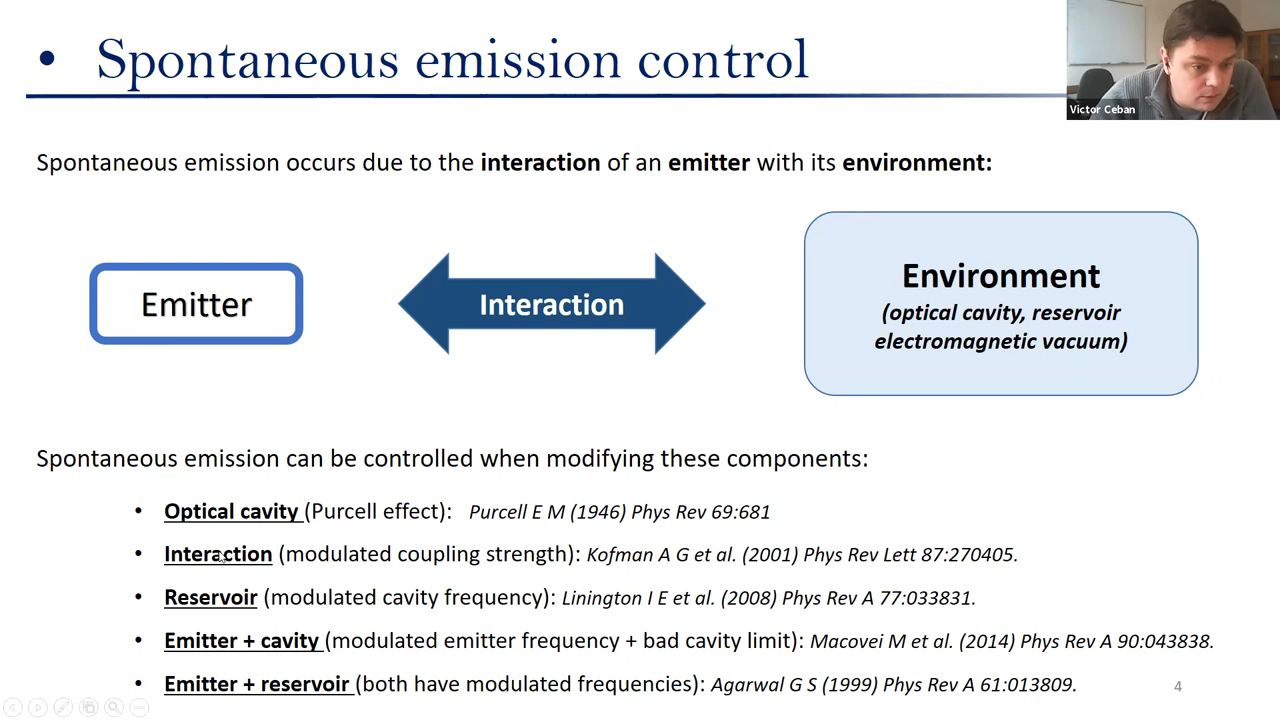 • Spontaneous emission control
Victor Ceban
Spontaneous emission occurs due to the interaction of an emitter with its environment:
Emitter
Interaction
Environment
(optical cavity, reservoir
electromagnetic vacuum)
Spontaneous emission can be controlled when modifying these components:
• Optical cavity (Purcell effect): Purcell E M (1946) Phys Rev 69:681
• Interaction (modulated coupling strength): Kofman A G et al. (2001) Phys Rev Lett 87:270405.
• Reservoir (modulated cavity frequency): Linington I E et al. (2008) Phys Rev A 77:033831.
• Emitter + cavity (modulated emitter frequency + bad cavity limit): Macovei M et al. (2014) Phys Rev A 90:043838.
• Emitter + reservoir (both have modulated frequencies): Agarwal G S (1999) Phys Rev A 61:013809.
4